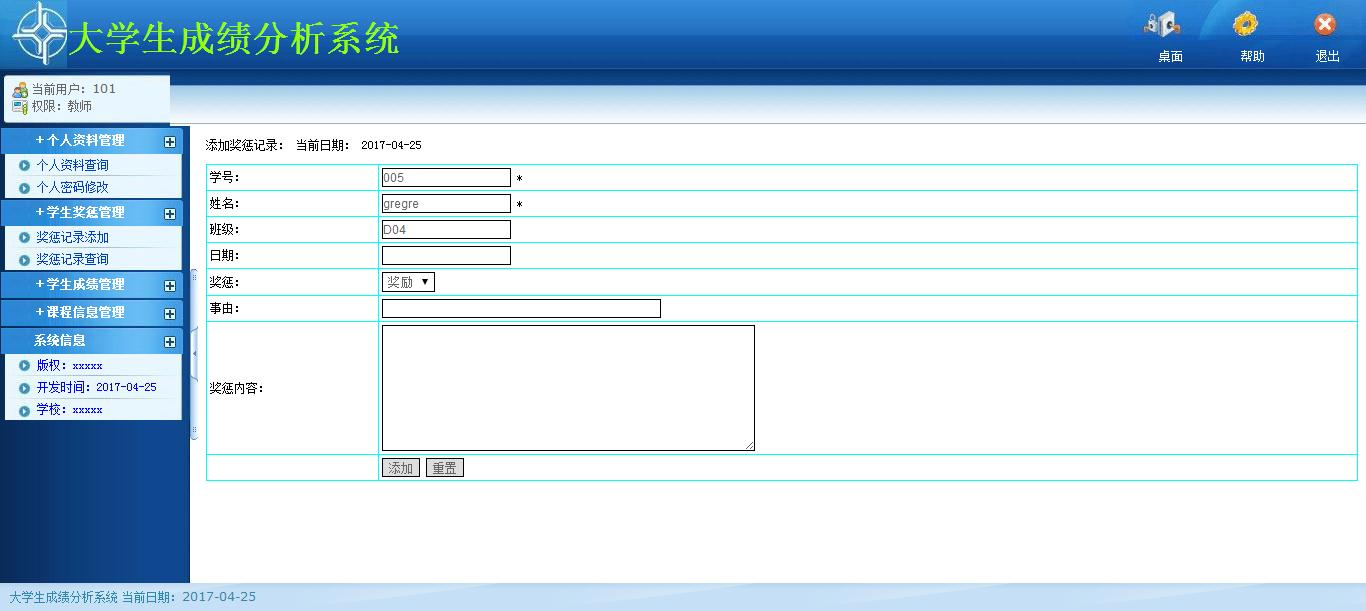 大学生成绩分析系统
桌面 帮助 退出
当前用户：101
权限：教师
+个人资料管理
个人资料查询
个人密码修改
+学生奖惩管理
奖惩记录添加
奖惩记录查询
+学生成绩管理
+课程信息管理
系统信息
版权：xxxxx
开发时间：2017-04-25
学校：xxxxx
添加奖惩记录： 当前日期： 2017-04-25
学号： 005 *
姓名： gregre *
班级： D04
日期：
奖惩： 奖励
事由：
奖惩内容：
添加 重置
大学生成绩分析系统 当前日期：2017-04-25